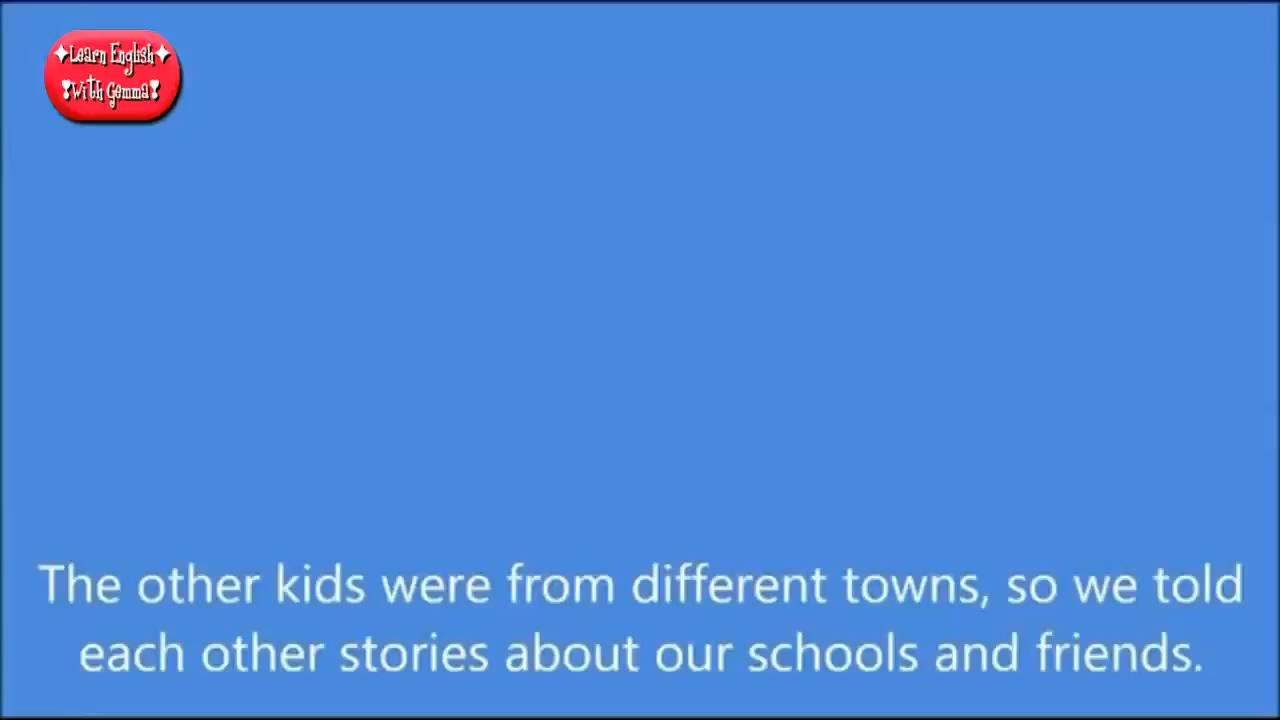 Learn English
With Gemma
The other kids were from different towns, so we told
each other stories about our schools and friends.